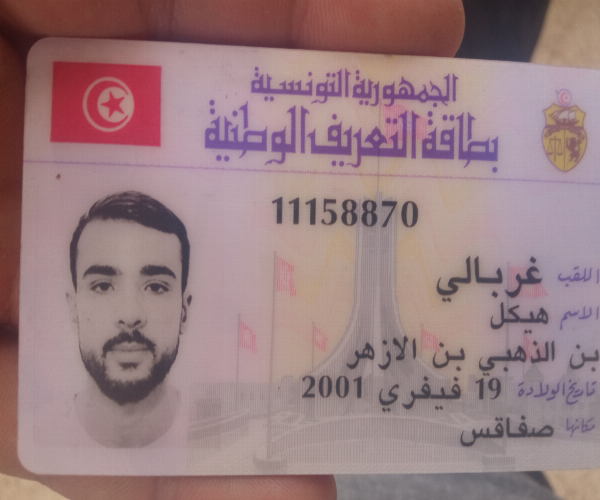 الجمهورية التونسية
بطاقة التعريف الوطنية
11158870
اللقب غربالي
الاسم هيكل
بن الذهبي بن الازهر
تاريخ الولادة 19 فيفري 2001
مكانها صفاقس